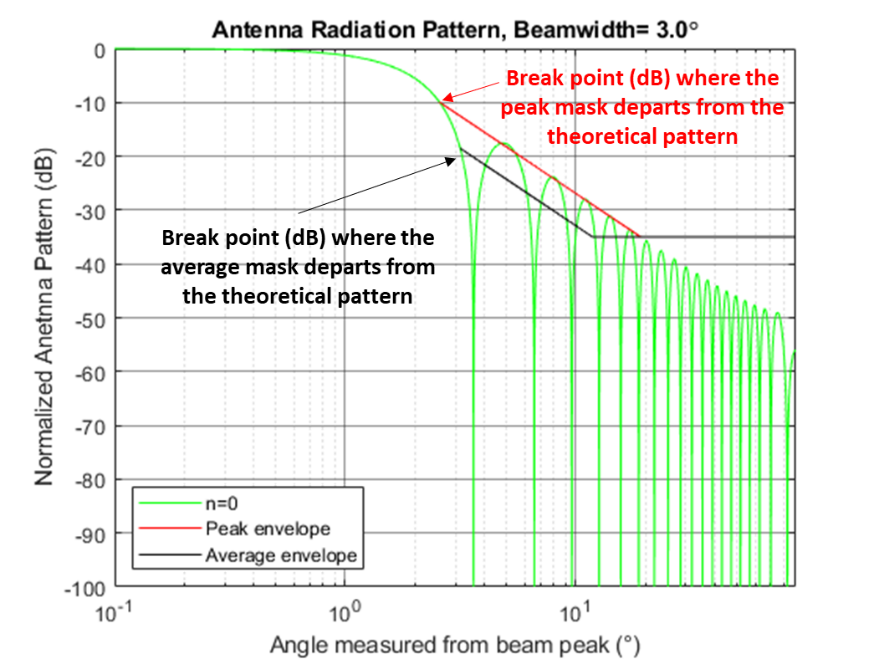 Antenna Radiation Pattern, Beamwidth= 3.0°
0
-10
-20
-30
-40
-50
-60
-70
-80
-90
-100
Normalized Anetnna Pattern (dB)
Break point (dB) where the
peak mask departs from the
theoretical pattern
Break point (dB) where the
average mask departs from
the theoretical pattern
n=0
Peak envelope
Average envelope
10⁻¹
10⁰
10¹
Angle measured from beam peak (°)